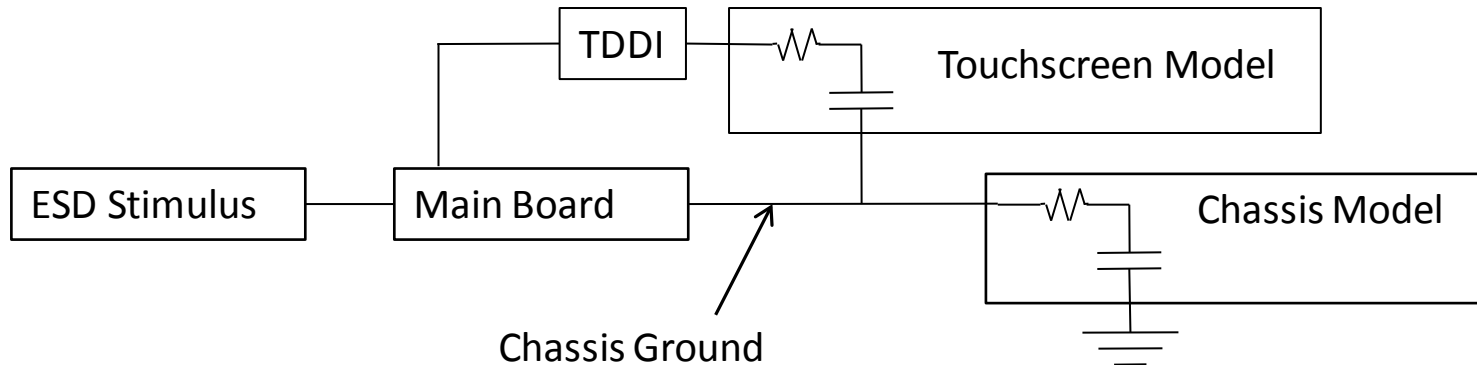 TDDI
Touchscreen Model
ESD Stimulus
Main Board
Chassis Model
Chassis Ground